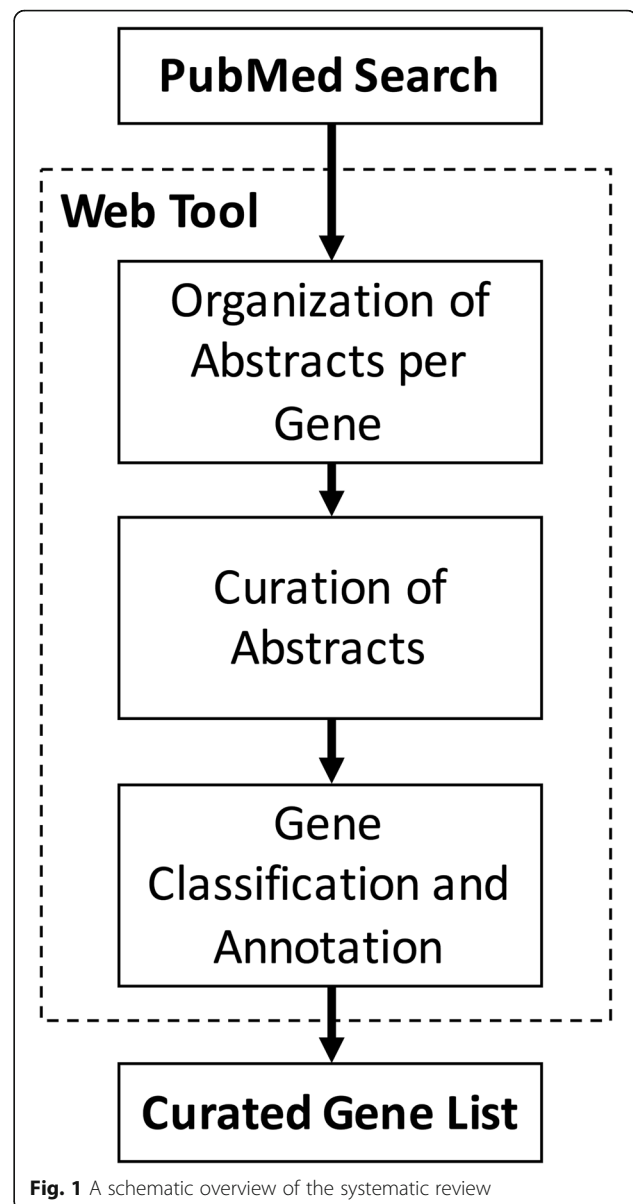 PubMed Search
Web Tool
Organization of
Abstracts per
Gene
Curation of
Abstracts
Gene
Classification and
Annotation
Curated Gene List
Fig. 1 A schematic overview of the systematic review